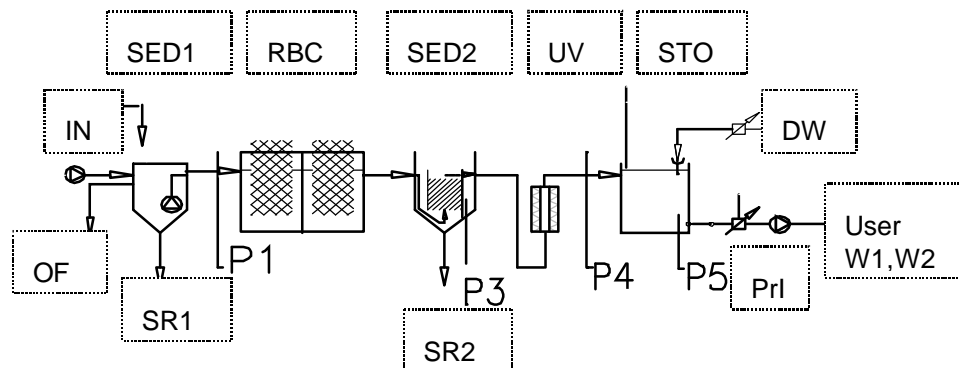 SED1
RBC
SED2
UV
STO
IN
DW
OF
P1
P3
P4
P5
User
W1,W2
PrI
SR1
SR2